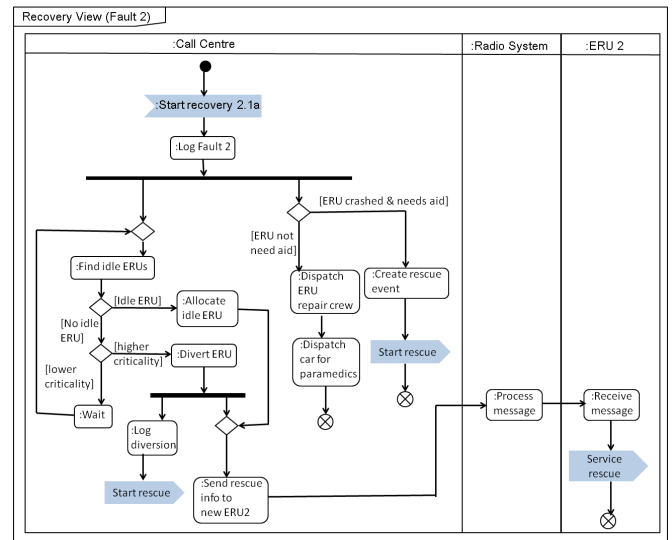 Recovery View (Fault 2)
:Call Centre
:Radio System
:ERU 2
:Start recovery 2.1a
:Log Fault 2
[ERU crashed & needs aid]
[ERU not
need aid]
:Find idle ERUs
:Dispatch
ERU
repair crew
:Create rescue
event
[Idle ERU]
:Allocate
idle ERU
[No idle
ERU]
[higher
criticality]
:Divert ERU
:Dispatch
car for
paramedics
Start rescue
[lower
criticality]
:Wait
:Log
diversion
:Process
message
:Receive
message
Start rescue
:Send rescue
info to
new ERU2
Service
rescue